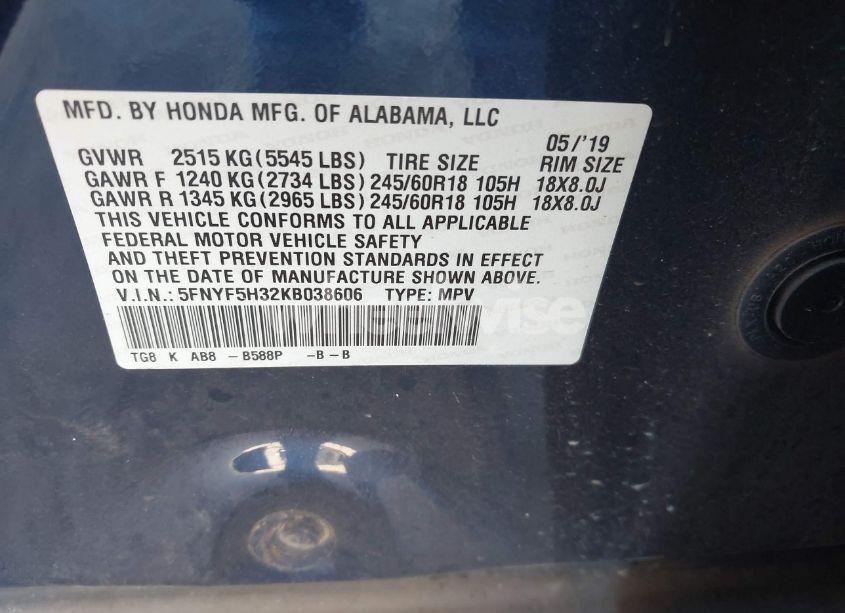 MFD. BY HONDA MFG. OF ALABAMA, LLC
05/'19
GVWR 2515 KG (5545 LBS) TIRE SIZE RIM SIZE
GAWR F 1240 KG (2734 LBS) 245/60R18 105H 18X8.0J
GAWR R 1345 KG (2965 LBS) 245/60R18 105H 18X8.0J
THIS VEHICLE CONFORMS TO ALL APPLICABLE
FEDERAL MOTOR VEHICLE SAFETY
AND THEFT PREVENTION STANDARDS IN EFFECT
ON THE DATE OF MANUFACTURE SHOWN ABOVE.
V.I.N.: 5FNYF5H32KB038606 TYPE: MPV
TG8 K AB8 -B588P -B-B